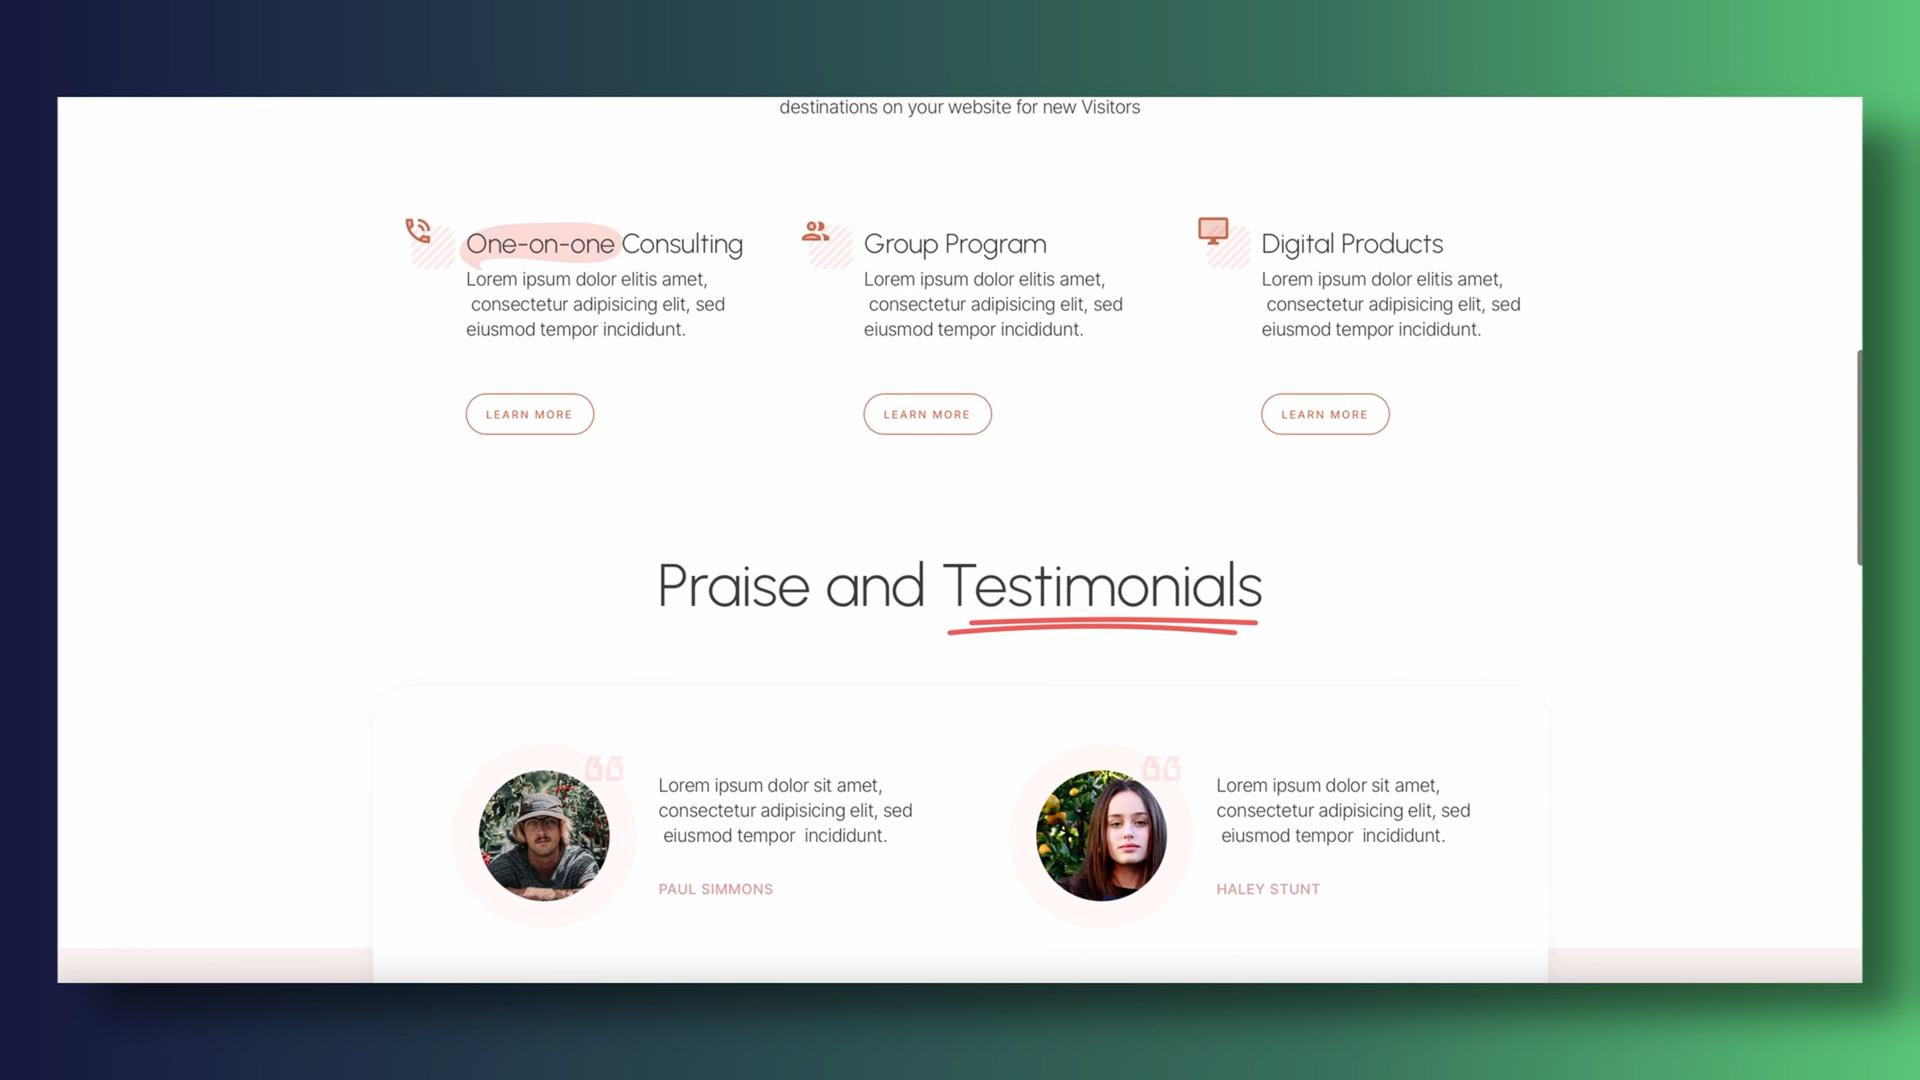 destinations on your website for new Visitors
One-on-one Consulting
Lorem ipsum dolor elitis amet,
consectetur adipisicing elit, sed
eiusmod tempor incididunt.
LEARN MORE
Group Program
Lorem ipsum dolor elitis amet,
consectetur adipisicing elit, sed
eiusmod tempor incididunt.
LEARN MORE
Digital Products
Lorem ipsum dolor elitis amet,
consectetur adipisicing elit, sed
eiusmod tempor incididunt.
LEARN MORE
Praise and Testimonials
Lorem ipsum dolor sit amet,
consectetur adipisicing elit, sed
eiusmod tempor incididunt.
PAUL SIMMONS
Lorem ipsum dolor sit amet,
consectetur adipisicing elit, sed
eiusmod tempor incididunt.
HALEY STUNT